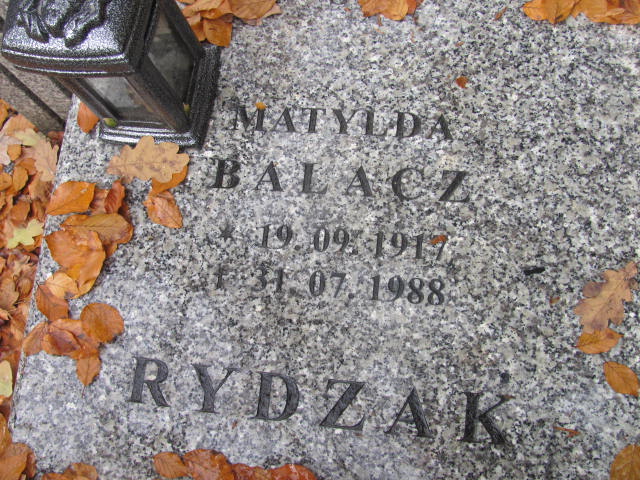 MATYLDA
BALACZ
* 19. 09. 1917.
† 31. 07. 1988.
RYDZAK